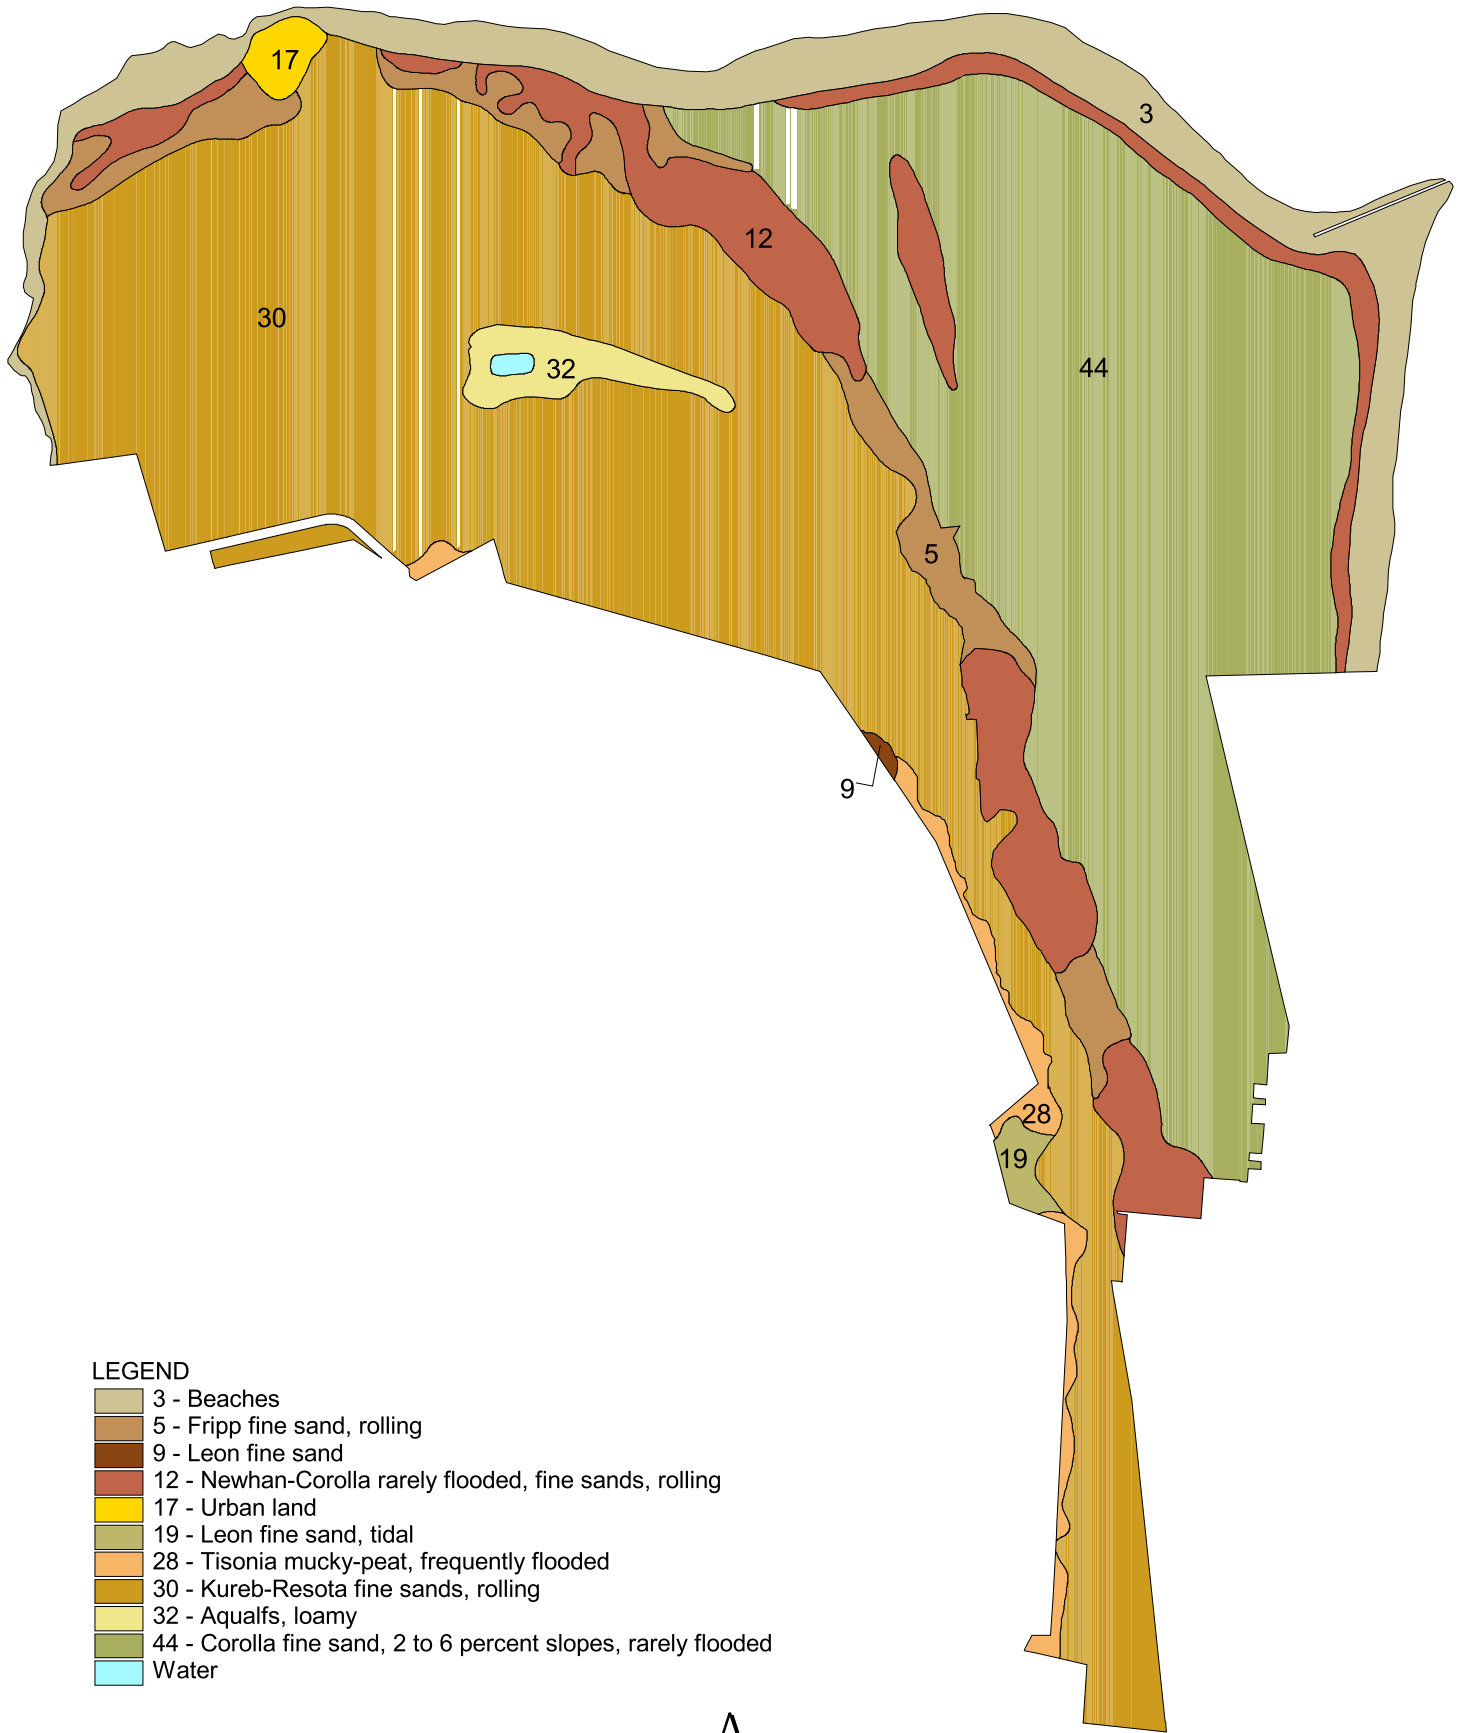 17
3
12
30
32
44
5
9
28
19
LEGEND
3 - Beaches
5 - Fripp fine sand, rolling
9 - Leon fine sand
12 - Newhan-Corolla rarely flooded, fine sands, rolling
17 - Urban land
19 - Leon fine sand, tidal
28 - Tisonia mucky-peat, frequently flooded
30 - Kureb-Resota fine sands, rolling
32 - Aqualfs, loamy
44 - Corolla fine sand, 2 to 6 percent slopes, rarely flooded
Water